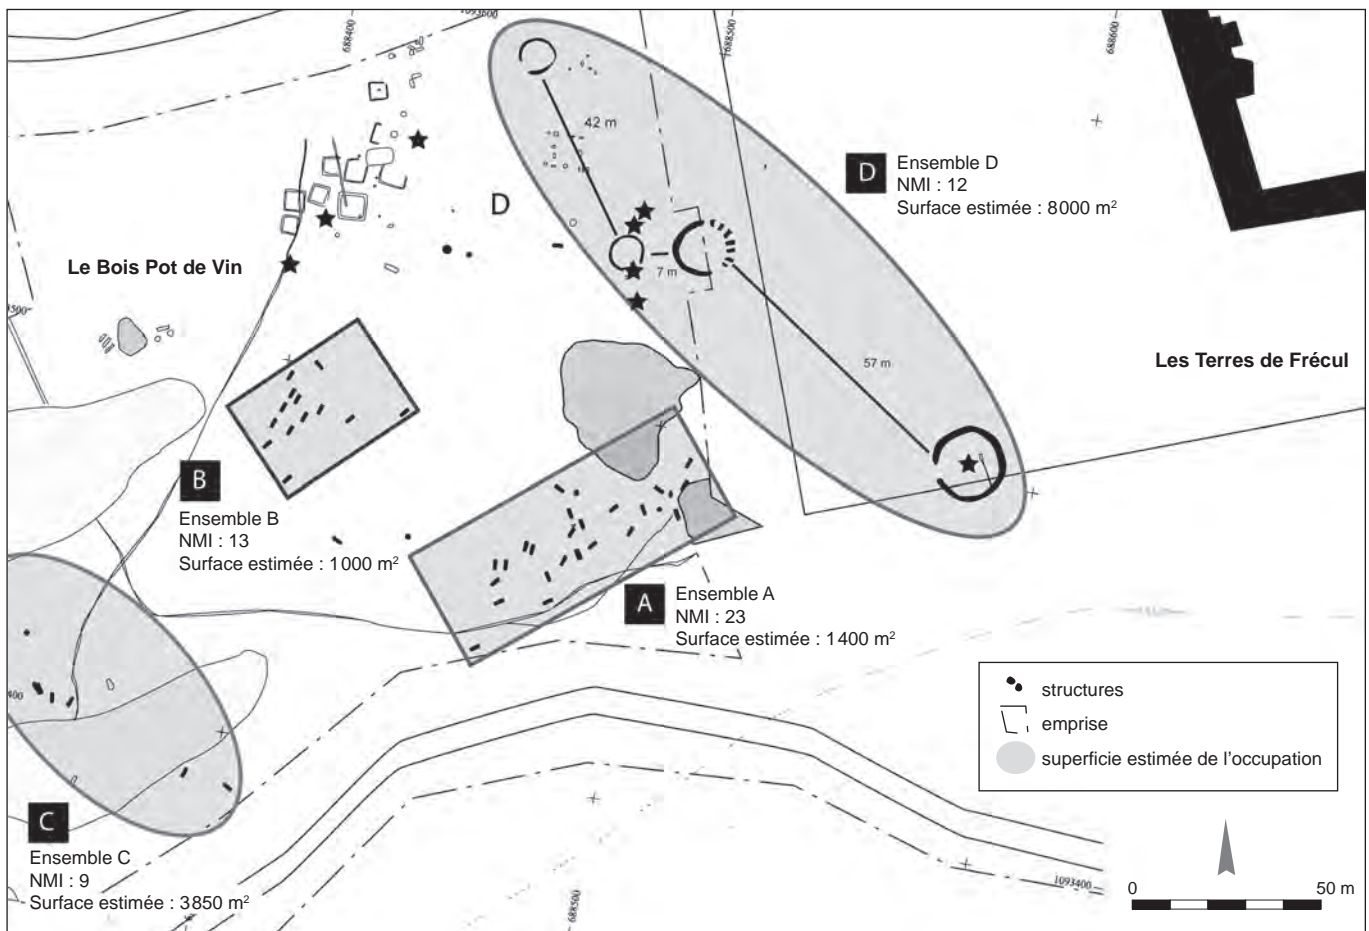 1093600
688400
688500
688600
42 m
D
Ensemble D
NMI : 12
Surface estimée : 8000 m²
D
Le Bois Pot de Vin
7 m
57 m
Les Terres de Frécul
B
Ensemble B
NMI : 13
Surface estimée : 1000 m²
A
Ensemble A
NMI : 23
Surface estimée : 1400 m²
structures
emprise
superficie estimée de l’occupation
C
Ensemble C
NMI : 9
Surface estimée : 3850 m²
688500
1093400
0 50 m